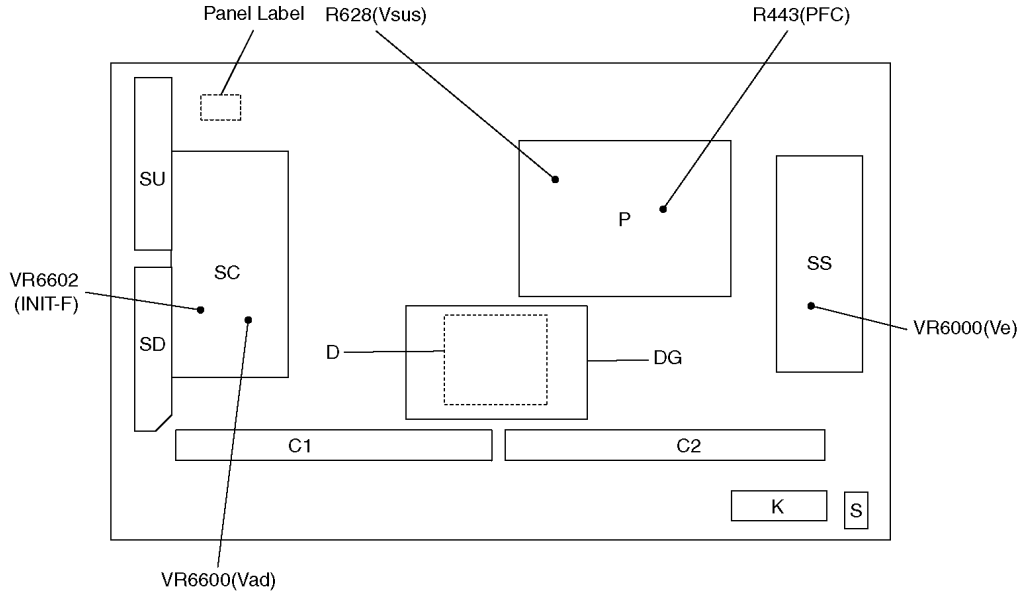 Panel Label
R628(Vsus)
R443(PFC)
SU
P
SC
SS
VR6602
(INIT-F)
SD
D
DG
VR6000(Ve)
C1
C2
K
S
VR6600(Vad)